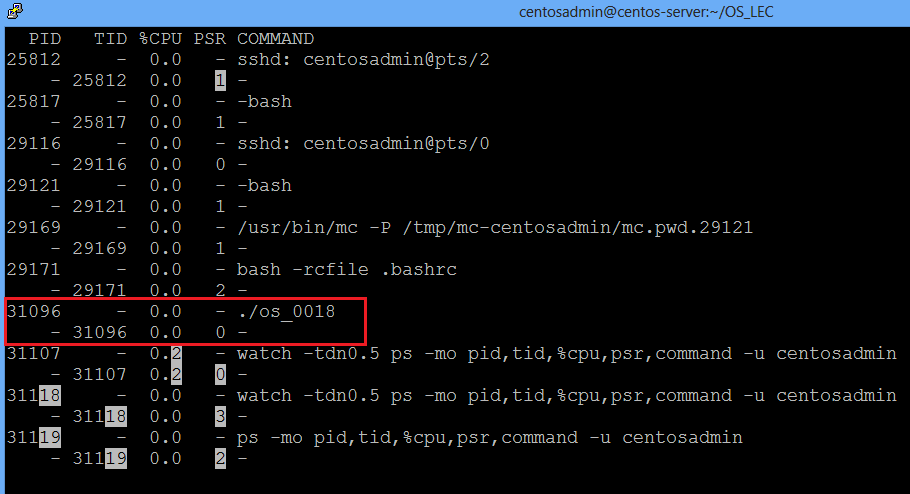 centosadmin@centos-server:~/OS_LEC
PID TID %CPU PSR COMMAND
25812 - 0.0 - sshd: centosadmin@pts/2
- 25812 0.0 1 -
25817 - 0.0 - -bash
- 25817 0.0 1 -
29116 - 0.0 - sshd: centosadmin@pts/0
- 29116 0.0 0 -
29121 - 0.0 - -bash
- 29121 0.0 1 -
29169 - 0.0 - /usr/bin/mc -P /tmp/mc-centosadmin/mc.pwd.29121
- 29169 0.0 1 -
29171 - 0.0 - bash -rcfile .bashrc
- 29171 0.0 2 -
31096 - 0.0 - ./os_0018
- 31096 0.0 0 -
31107 - 0.2 - watch -tdn0.5 ps -mo pid,tid,%cpu,psr,command -u centosadmin
- 31107 0.2 0 -
31118 - 0.0 - watch -tdn0.5 ps -mo pid,tid,%cpu,psr,command -u centosadmin
- 31118 0.0 3 -
31119 - 0.0 - ps -mo pid,tid,%cpu,psr,command -u centosadmin
- 31119 0.0 2 -